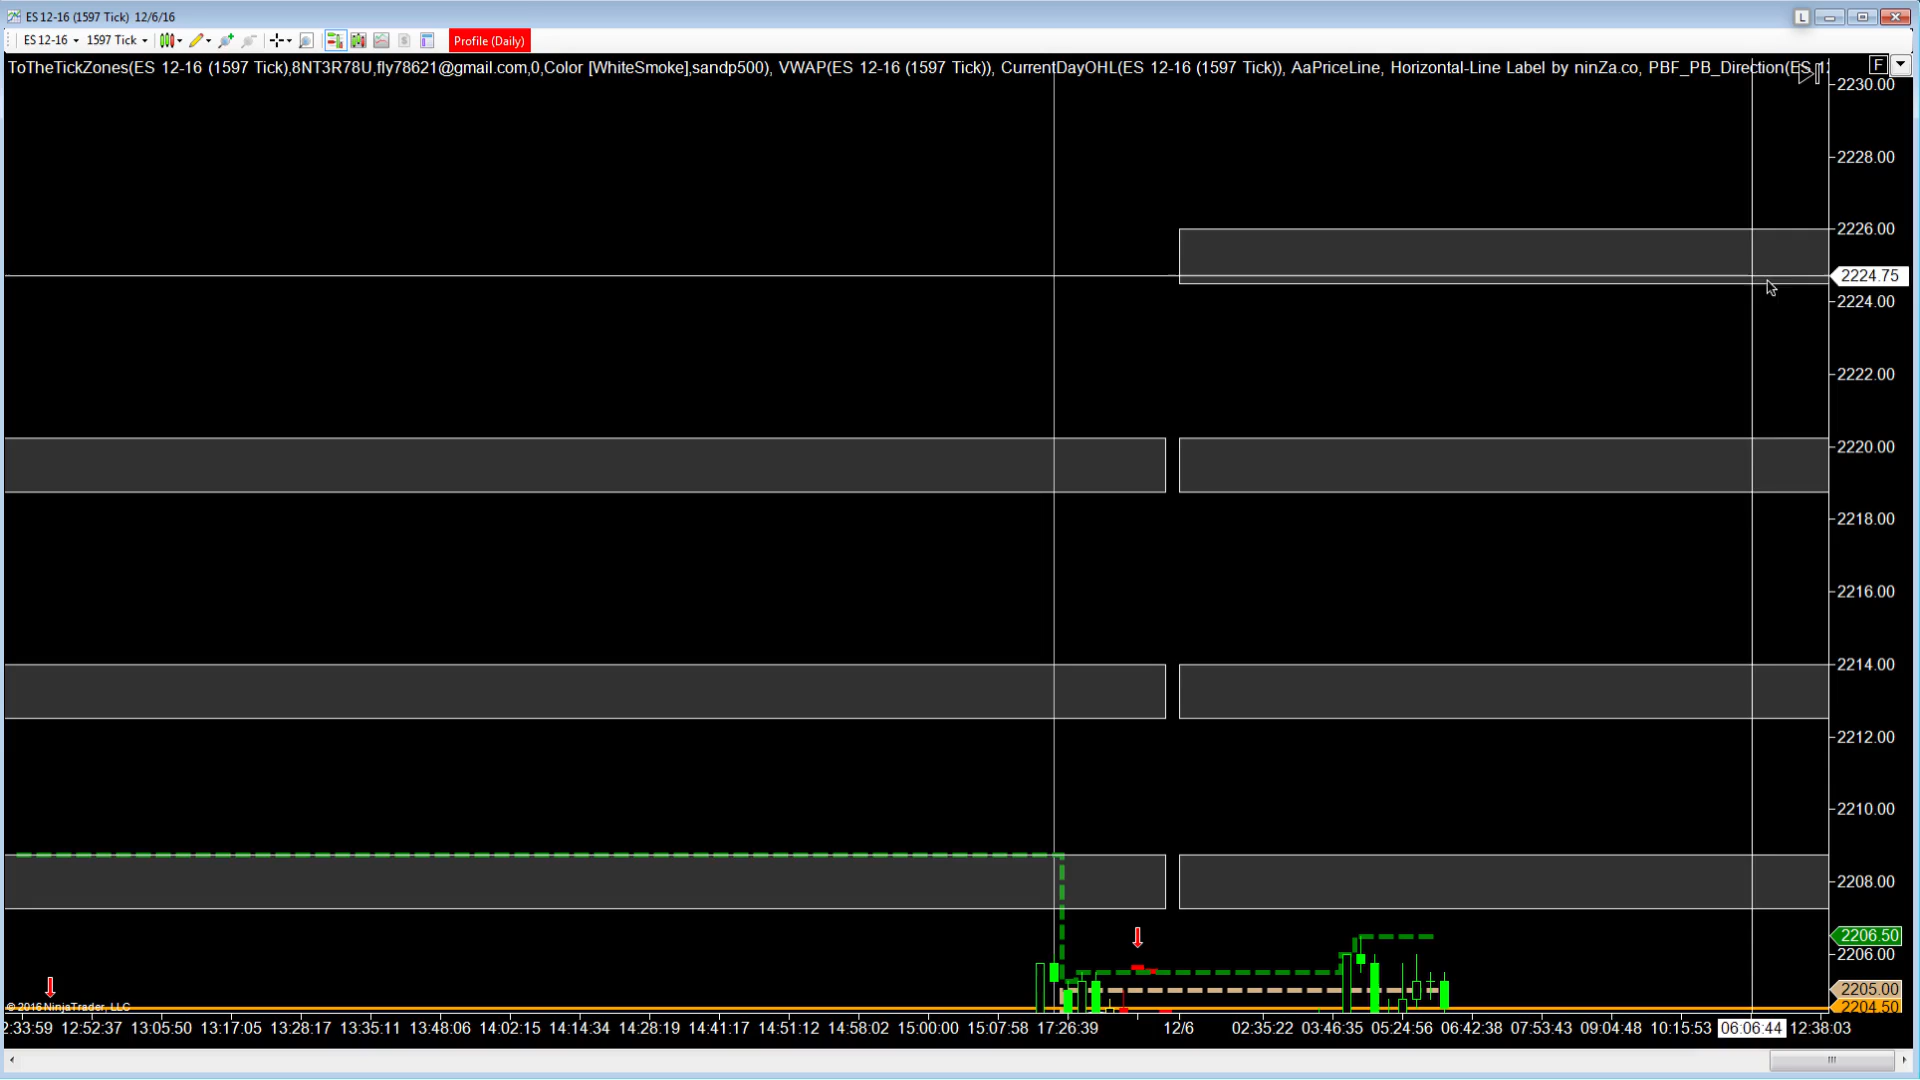 ES 12-16 (1597 Tick) 12/6/16
L
ES 12-16 1597 Tick Profile (Daily)
ToTheTickZones(ES 12-16 (1597 Tick),8NT3R78U,fly78621@gmail.com,0,Color [WhiteSmoke],sandp500), VWAP(ES 12-16 (1597 Tick)), CurrentDayOHL(ES 12-16 (1597 Tick)), AaPriceLine, Horizontal-Line Label by ninZa.co, PBF_PB_Direction(ES 1
F
2230.00
2228.00
2226.00
2224.75
2224.00
2222.00
2220.00
2218.00
2216.00
2214.00
2212.00
2210.00
2208.00
2206.50
2206.00
2205.00
2204.50
© 2016 NinjaTrader, LLC
2:33:59 12:52:37 13:05:50 13:17:05 13:28:17 13:35:11 13:48:06 14:02:15 14:14:34 14:28:19 14:41:17 14:51:12 14:58:02 15:00:00 15:07:58 17:26:39 12/6 02:35:22 03:46:35 05:24:56 06:42:38 07:53:43 09:04:48 10:15:53 06:06:44 12:38:03